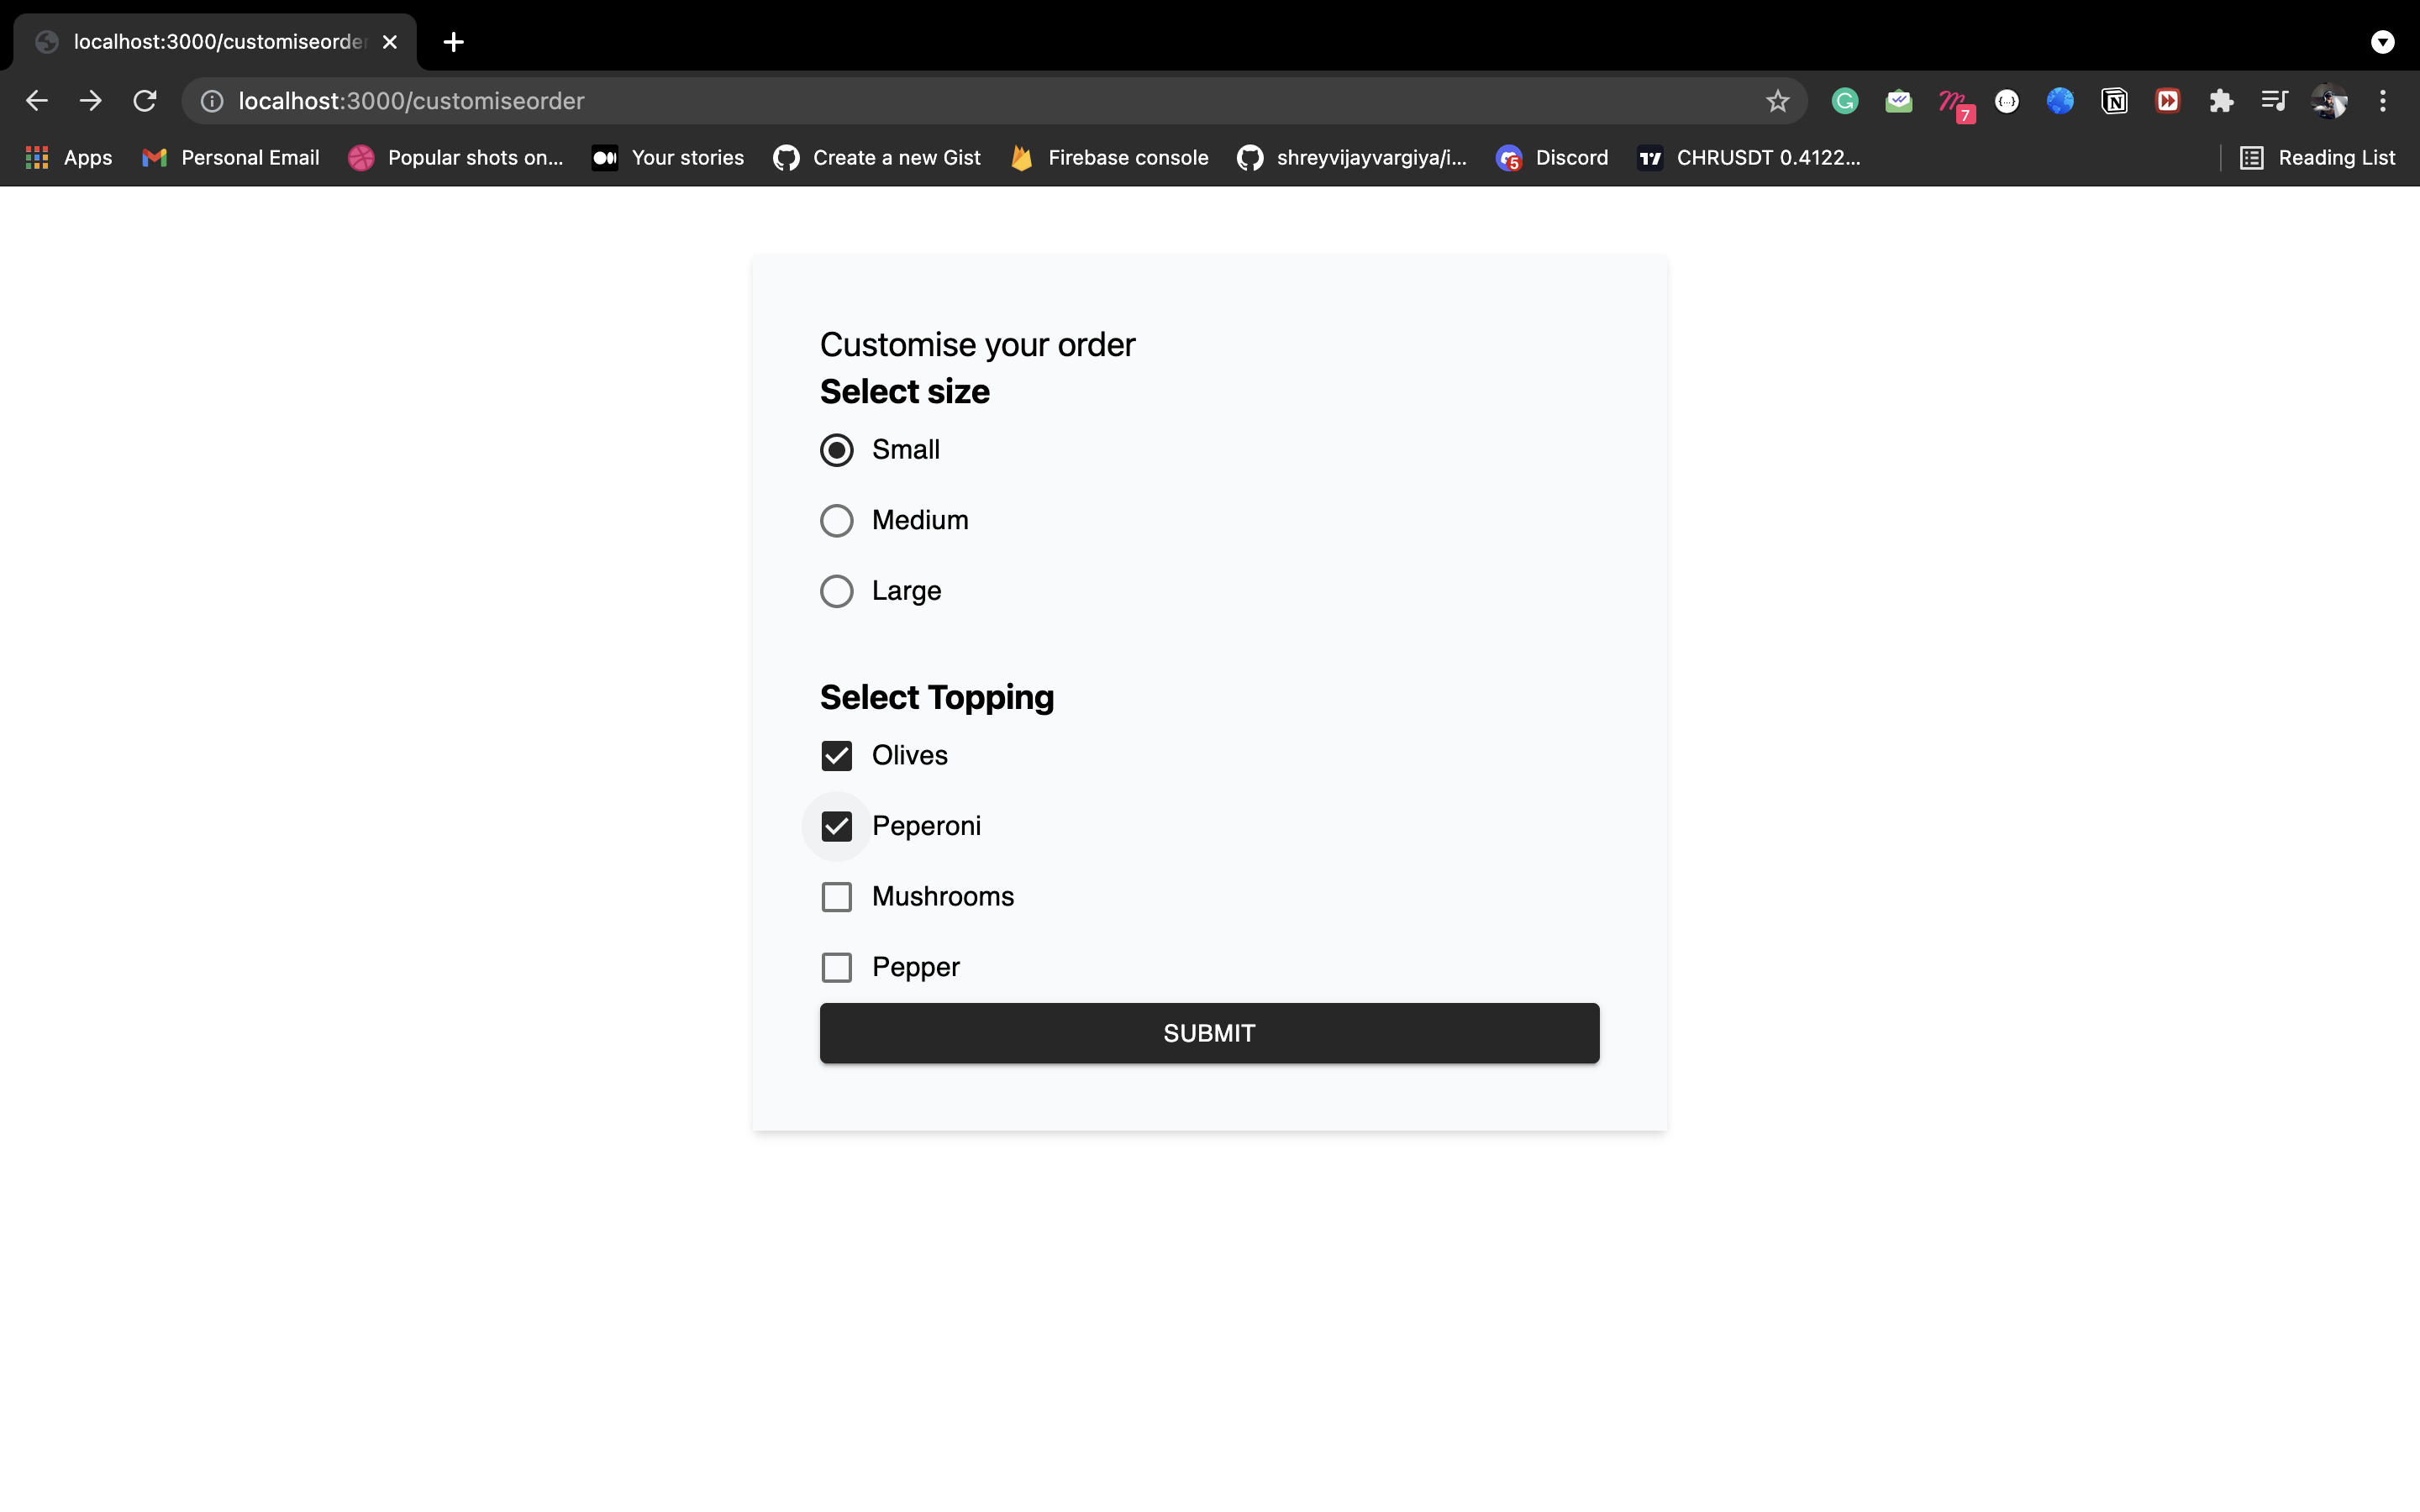 localhost:3000/customiseorder
localhost:3000/customiseorder
7
Apps Personal Email Popular shots on... Your stories Create a new Gist Firebase console shreyvijayvargiya/i... 5 Discord CHRUSDT 0.4122... Reading List
Customise your order
Select size
Small
Medium
Large
Select Topping
Olives
Peperoni
Mushrooms
Pepper
SUBMIT